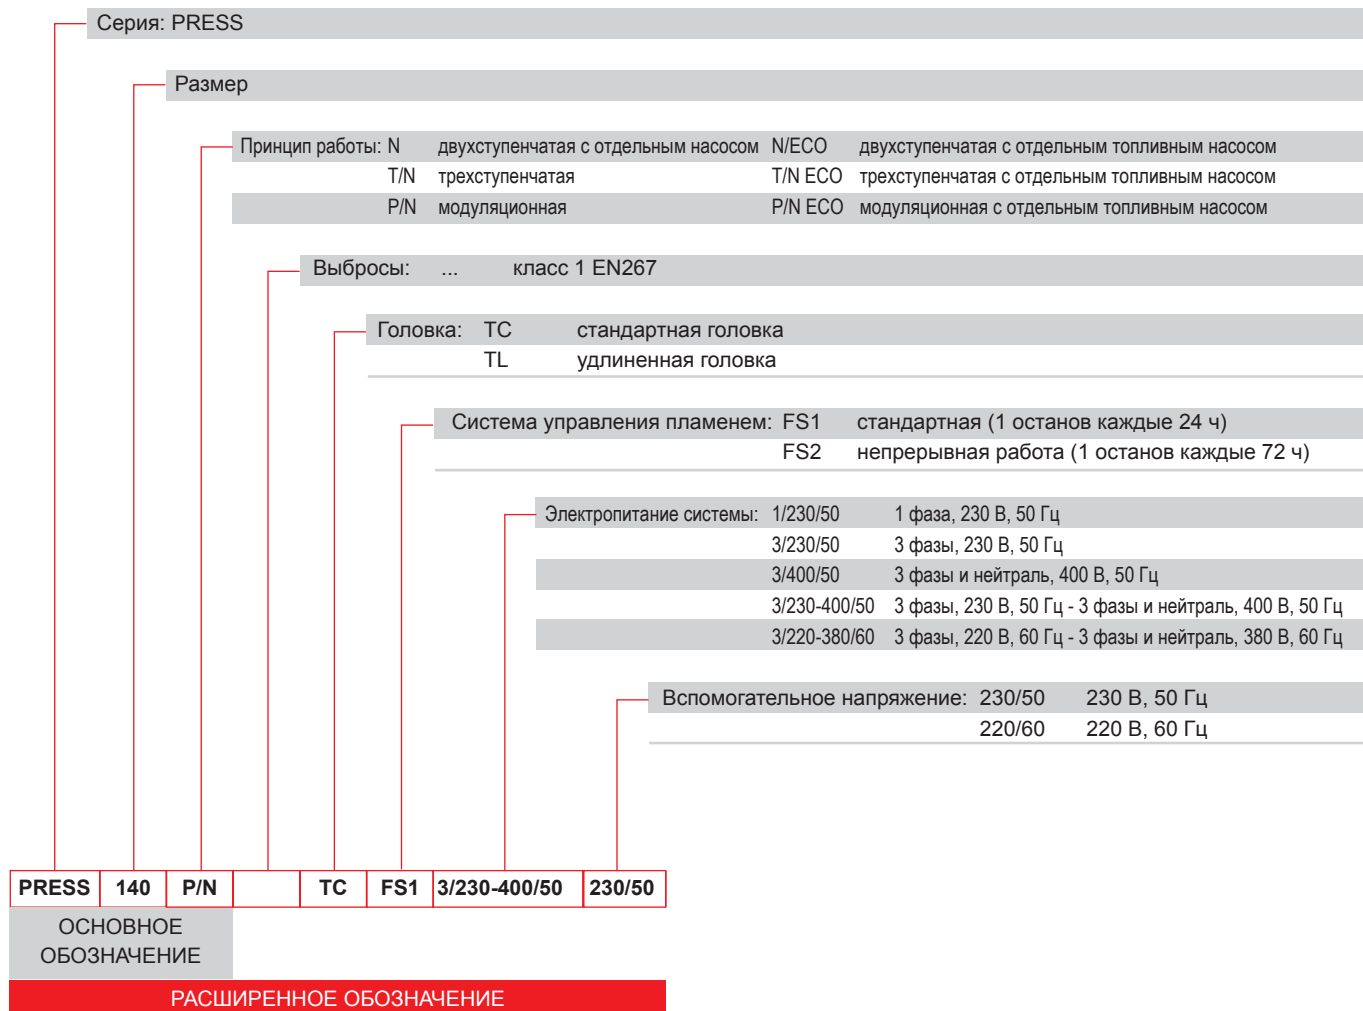 Серия: PRESS
Размер
Принцип работы: N двухступенчатая с отдельным насосом N/ECO двухступенчатая с отдельным топливным насосом
T/N трехступенчатая T/N ECO трехступенчатая с отдельным топливным насосом
P/N модуляционная P/N ECO модуляционная с отдельным топливным насосом
Выбросы: ... класс 1 EN267
Головка: TC стандартная головка
TL удлиненная головка
Система управления пламенем: FS1 стандартная (1 останов каждые 24 ч)
FS2 непрерывная работа (1 останов каждые 72 ч)
Электропитание системы: 1/230/50 1 фаза, 230 В, 50 Гц
3/230/50 3 фазы, 230 В, 50 Гц
3/400/50 3 фазы и нейтраль, 400 В, 50 Гц
3/230-400/50 3 фазы, 230 В, 50 Гц - 3 фазы и нейтраль, 400 В, 50 Гц
3/220-380/60 3 фазы, 220 В, 60 Гц - 3 фазы и нейтраль, 380 В, 60 Гц
Вспомогательное напряжение: 230/50 230 В, 50 Гц
220/60 220 В, 60 Гц
PRESS 140 P/N TC FS1 3/230-400/50 230/50
ОСНОВНОЕ
ОБОЗНАЧЕНИЕ
РАСШИРЕННОЕ ОБОЗНАЧЕНИЕ